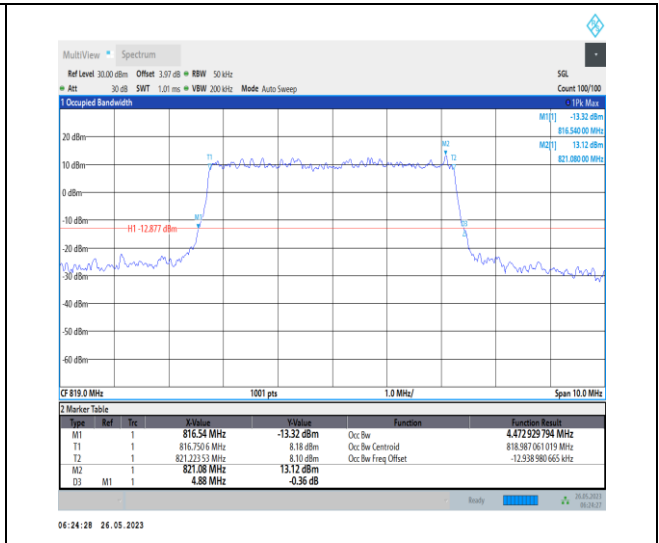 MultiView Spectrum
Ref Level 30.00 dBm Offset 3.97 dB RBW 50 kHz SGL
Att 30 dB SWT 1.01 ms VBW 200 kHz Mode Auto Sweep Count 100/100
1 Occupied Bandwidth 1Pk Max
M1[1] -13.32 dBm
816.540 00 MHz
M2[1] 13.12 dBm
821.080 00 MHz
20 dBm
M2
T1 T2
10 dBm
0 dBm
-10 dBm
M1
H1 -12.877 dBm
D3
-20 dBm
-30 dBm
-40 dBm
-50 dBm
-60 dBm
CF 819.0 MHz 1001 pts 1.0 MHz/ Span 10.0 MHz
2 Marker Table
Type Ref Trc X-Value Y-Value Function Function Result
M1 1 816.54 MHz -13.32 dBm Occ Bw 4.472 929 794 MHz
T1 1 816.750 6 MHz 8.18 dBm Occ Bw Centroid 818.987 061 019 MHz
T2 1 821.223 53 MHz 8.10 dBm Occ Bw Freq Offset -12.938 980 665 kHz
M2 1 821.08 MHz 13.12 dBm
D3 M1 1 4.88 MHz -0.36 dB
Ready 26.05.2023
06:24:27
06:24:28 26.05.2023